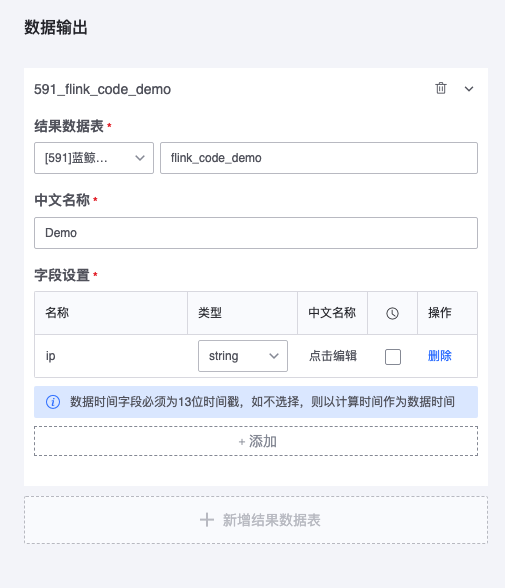 数据输出
591_flink_code_demo
结果数据表 *
[591]蓝鲸... flink_code_demo
中文名称 *
Demo
字段设置 *
名称 类型 中文名称 操作
ip string 点击编辑 删除
数据时间字段必须为13位时间戳，如不选择，则以计算时间作为数据时间
+ 添加
+ 新增结果数据表